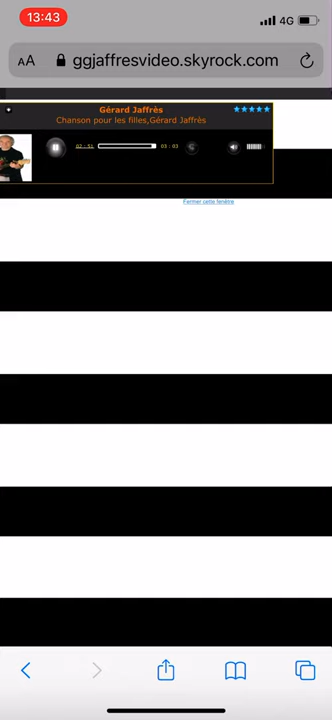 13:43
4G
AA ggjaffresvideo.skyrock.com
Gérard Jaffrès
Chanson pour les filles,Gérard Jaffrès
02 : 51 03 : 03
Fermer cette fenêtre